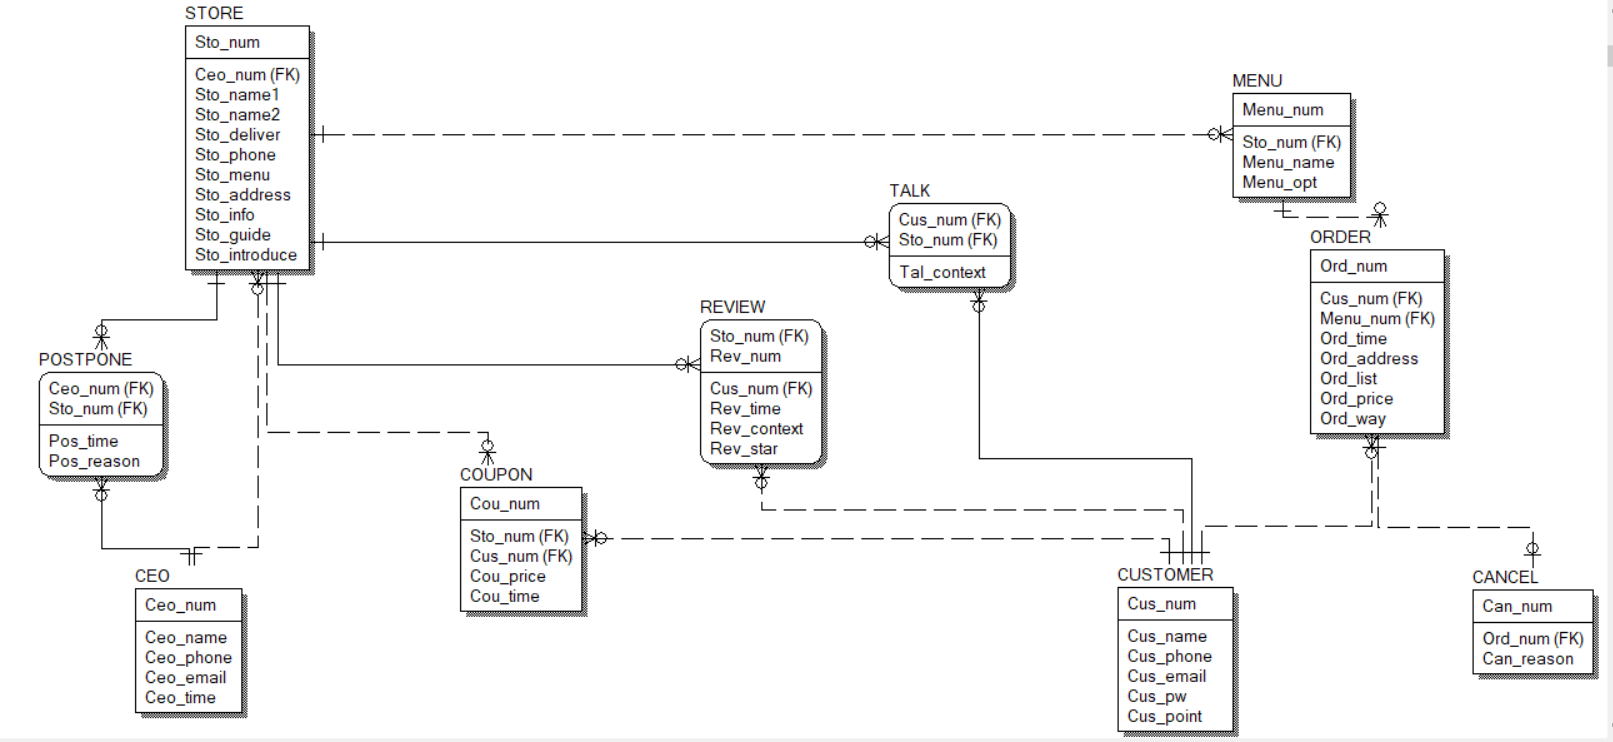 STORE
Sto_num
Ceo_num (FK)
Sto_name1
Sto_name2
Sto_deliver
Sto_phone
Sto_menu
Sto_address
Sto_info
Sto_guide
Sto_introduce
MENU
Menu_num
Sto_num (FK)
Menu_name
Menu_opt
TALK
Cus_num (FK)
Sto_num (FK)
Tal_context
ORDER
Ord_num
Cus_num (FK)
Menu_num (FK)
Ord_time
Ord_address
Ord_list
Ord_price
Ord_way
REVIEW
Sto_num (FK)
Rev_num
Cus_num (FK)
Rev_time
Rev_context
Rev_star
POSTPONE
Ceo_num (FK)
Sto_num (FK)
Pos_time
Pos_reason
COUPON
Cou_num
Sto_num (FK)
Cus_num (FK)
Cou_price
Cou_time
CEO
Ceo_num
Ceo_name
Ceo_phone
Ceo_email
Ceo_time
CUSTOMER
Cus_num
Cus_name
Cus_phone
Cus_email
Cus_pw
Cus_point
CANCEL
Can_num
Ord_num (FK)
Can_reason